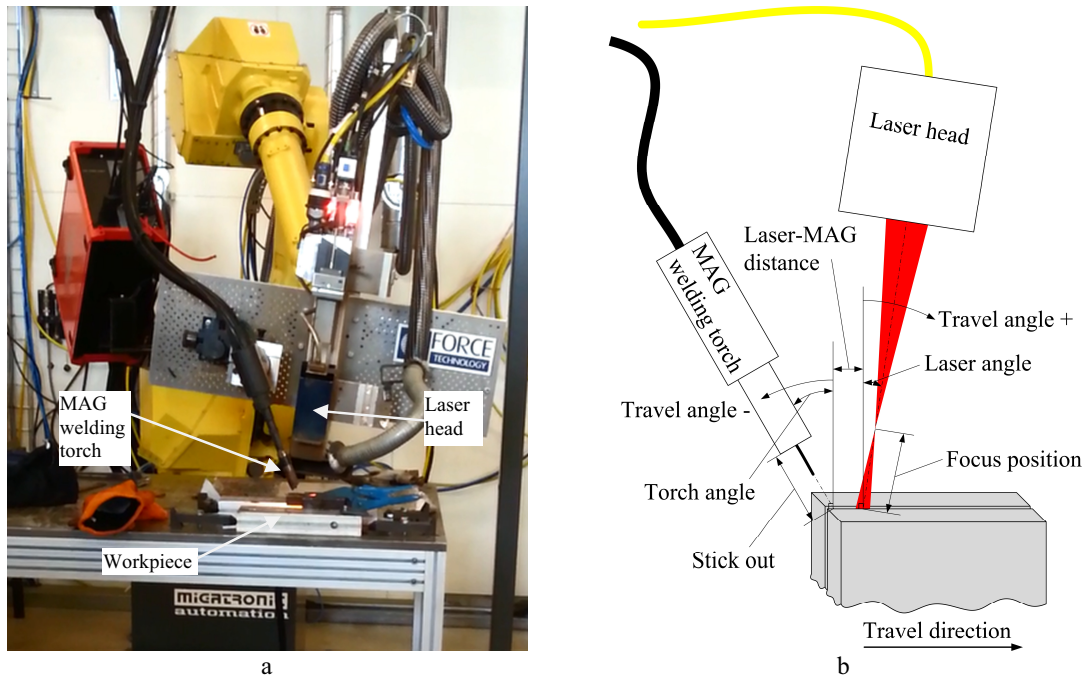 FORCE
TECHNOLOGY
MAG
welding
torch
Laser
head
Workpiece
MIGATRONIC
automation
a
Laser head
MAG
welding torch
Laser-MAG
distance
Travel angle +
Laser angle
Travel angle -
Focus position
Torch angle
Stick out
Travel direction
b